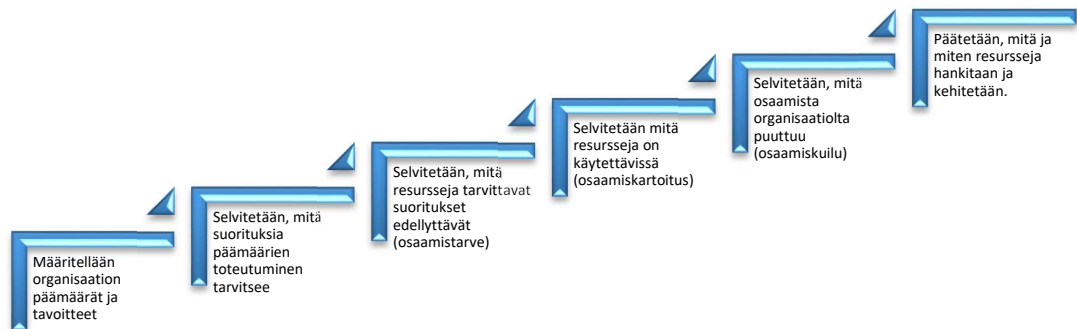 Määritellään
organisaation
päämäärät ja
tavoitteet
Selvitetään, mitä
suorituksia
päämäärien
toteutuminen
tarvitsee
Selvitetään, mitä
resursseja tarvittavat
suoritukset
edellyttävät
(osaamistarve)
Selvitetään mitä
resursseja on
käytettävissä
(osaamiskartoitus)
Selvitetään, mitä
osaamista
organisaatiolta
puuttuu
(osaamiskuilu)
Päätetään, mitä ja
miten resursseja
hankitaan ja
kehitetään.